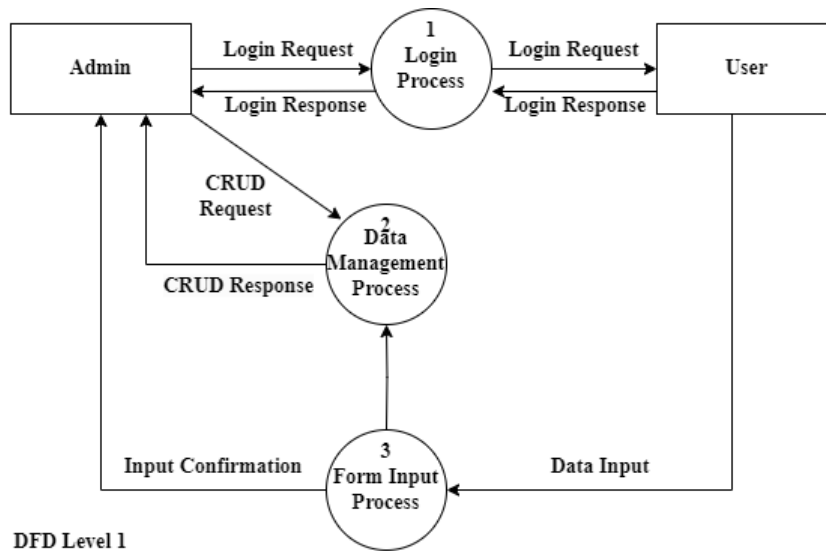 Admin
Login Request
Login Response
1
Login
Process
Login Request
Login Response
User
CRUD
Request
2
Data
Management
Process
CRUD Response
Input Confirmation
3
Form Input
Process
Data Input
DFD Level 1